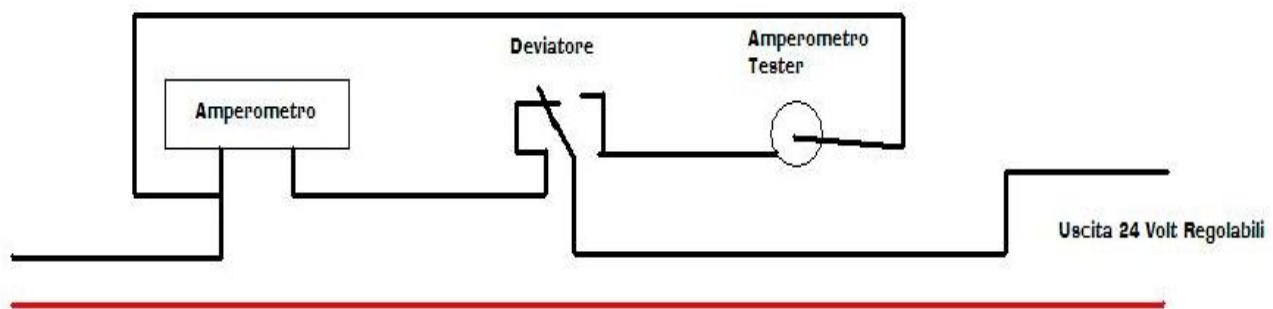 Deviatore
Amperometro
Tester
Amperometro
Uscita 24 Volt Regolabili